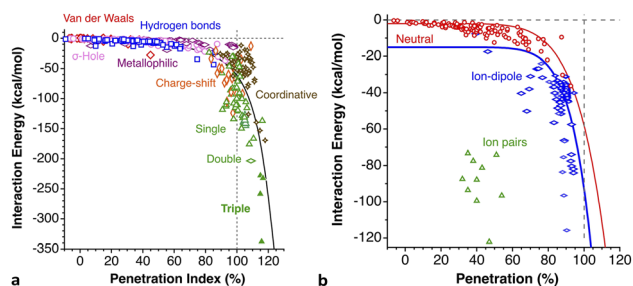 Van der Waals
Hydrogen bonds
σ-Hole
Metallophilic
Charge-shift
Coordinative
Single
Double
Triple
0
-50
-100
-150
-200
-250
-300
-350
0 20 40 60 80 100 120
Interaction Energy (kcal/mol)
Penetration Index (%)
a
Neutral
Ion-dipole
Ion pairs
0
-20
-40
-60
-80
-100
-120
0 20 40 60 80 100 120
Interaction Energy (kcal/mol)
Penetration (%)
b